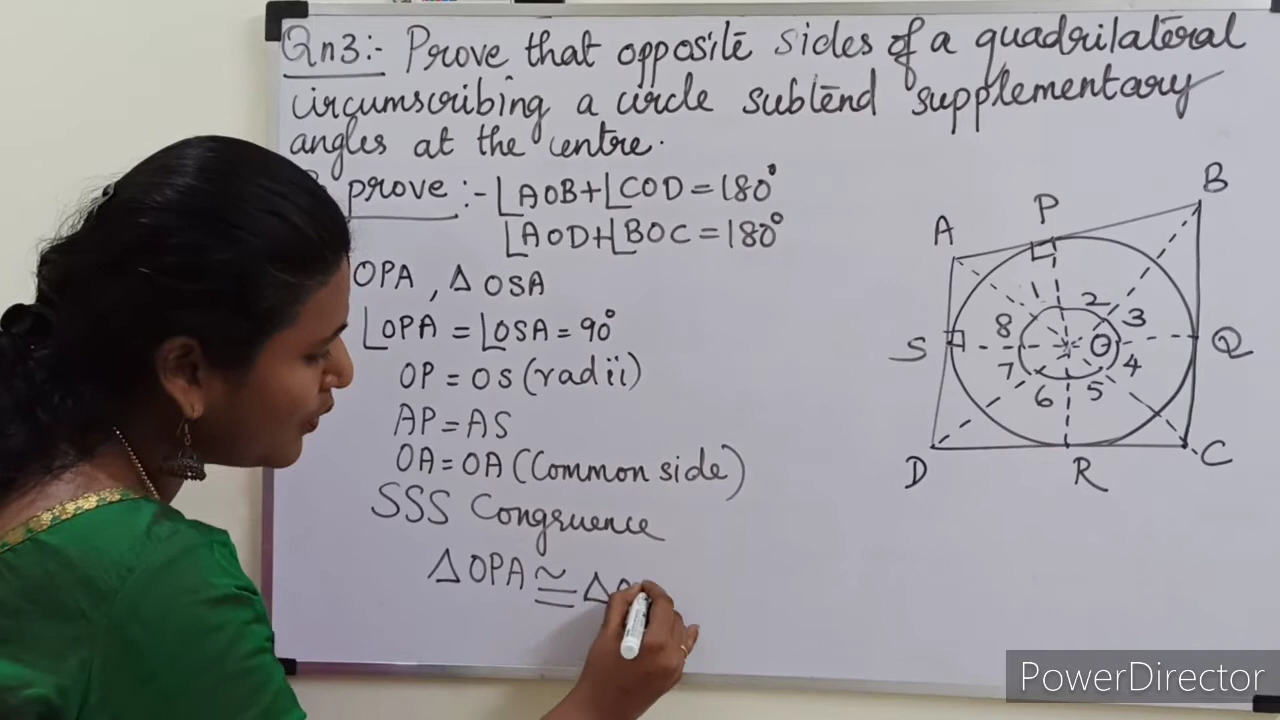 Qn3:- Prove that opposite sides of a quadrilateral
circumscribing a circle subtend supplementary
angles at the centre.
prove :- ∠AOB+∠COD=180°
∠AOD+∠BOC=180°
OPA, Δ OSA
∠OPA = ∠OSA = 90°
OP = OS (radii)
AP = AS
OA = OA (Common side)
SSS Congruence
ΔOPA ≅ Δ
B
P
A
2
8
3
S
O
Q
7
4
6
5
D
R
C
PowerDirector